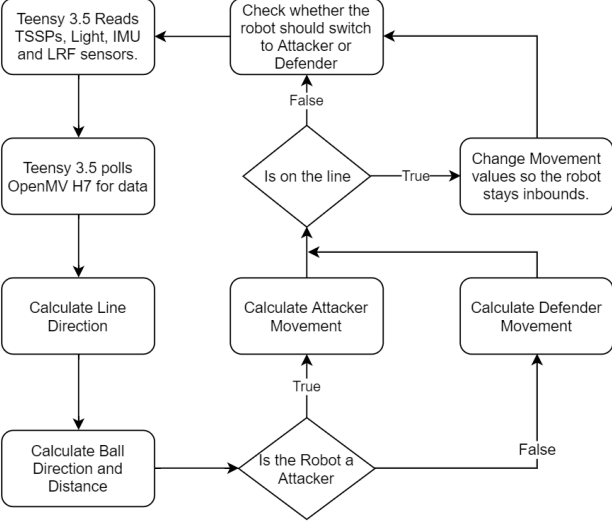 Teensy 3.5 Reads
TSSPs, Light, IMU
and LRF sensors.
Check whether the
robot should switch
to Attacker or
Defender
False
Teensy 3.5 polls
OpenMV H7 for data
Is on the line
True
Change Movement
values so the robot
stays inbounds.
Calculate Line
Direction
Calculate Attacker
Movement
Calculate Defender
Movement
True
False
Calculate Ball
Direction and
Distance
Is the Robot a
Attacker